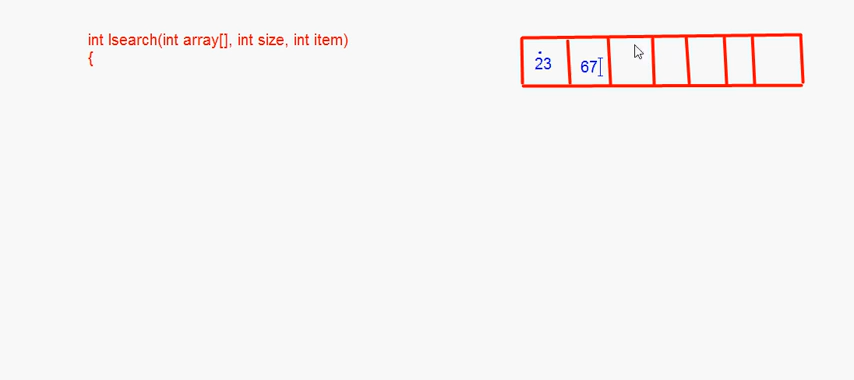 int lsearch(int array[], int size, int item)
{
23 67